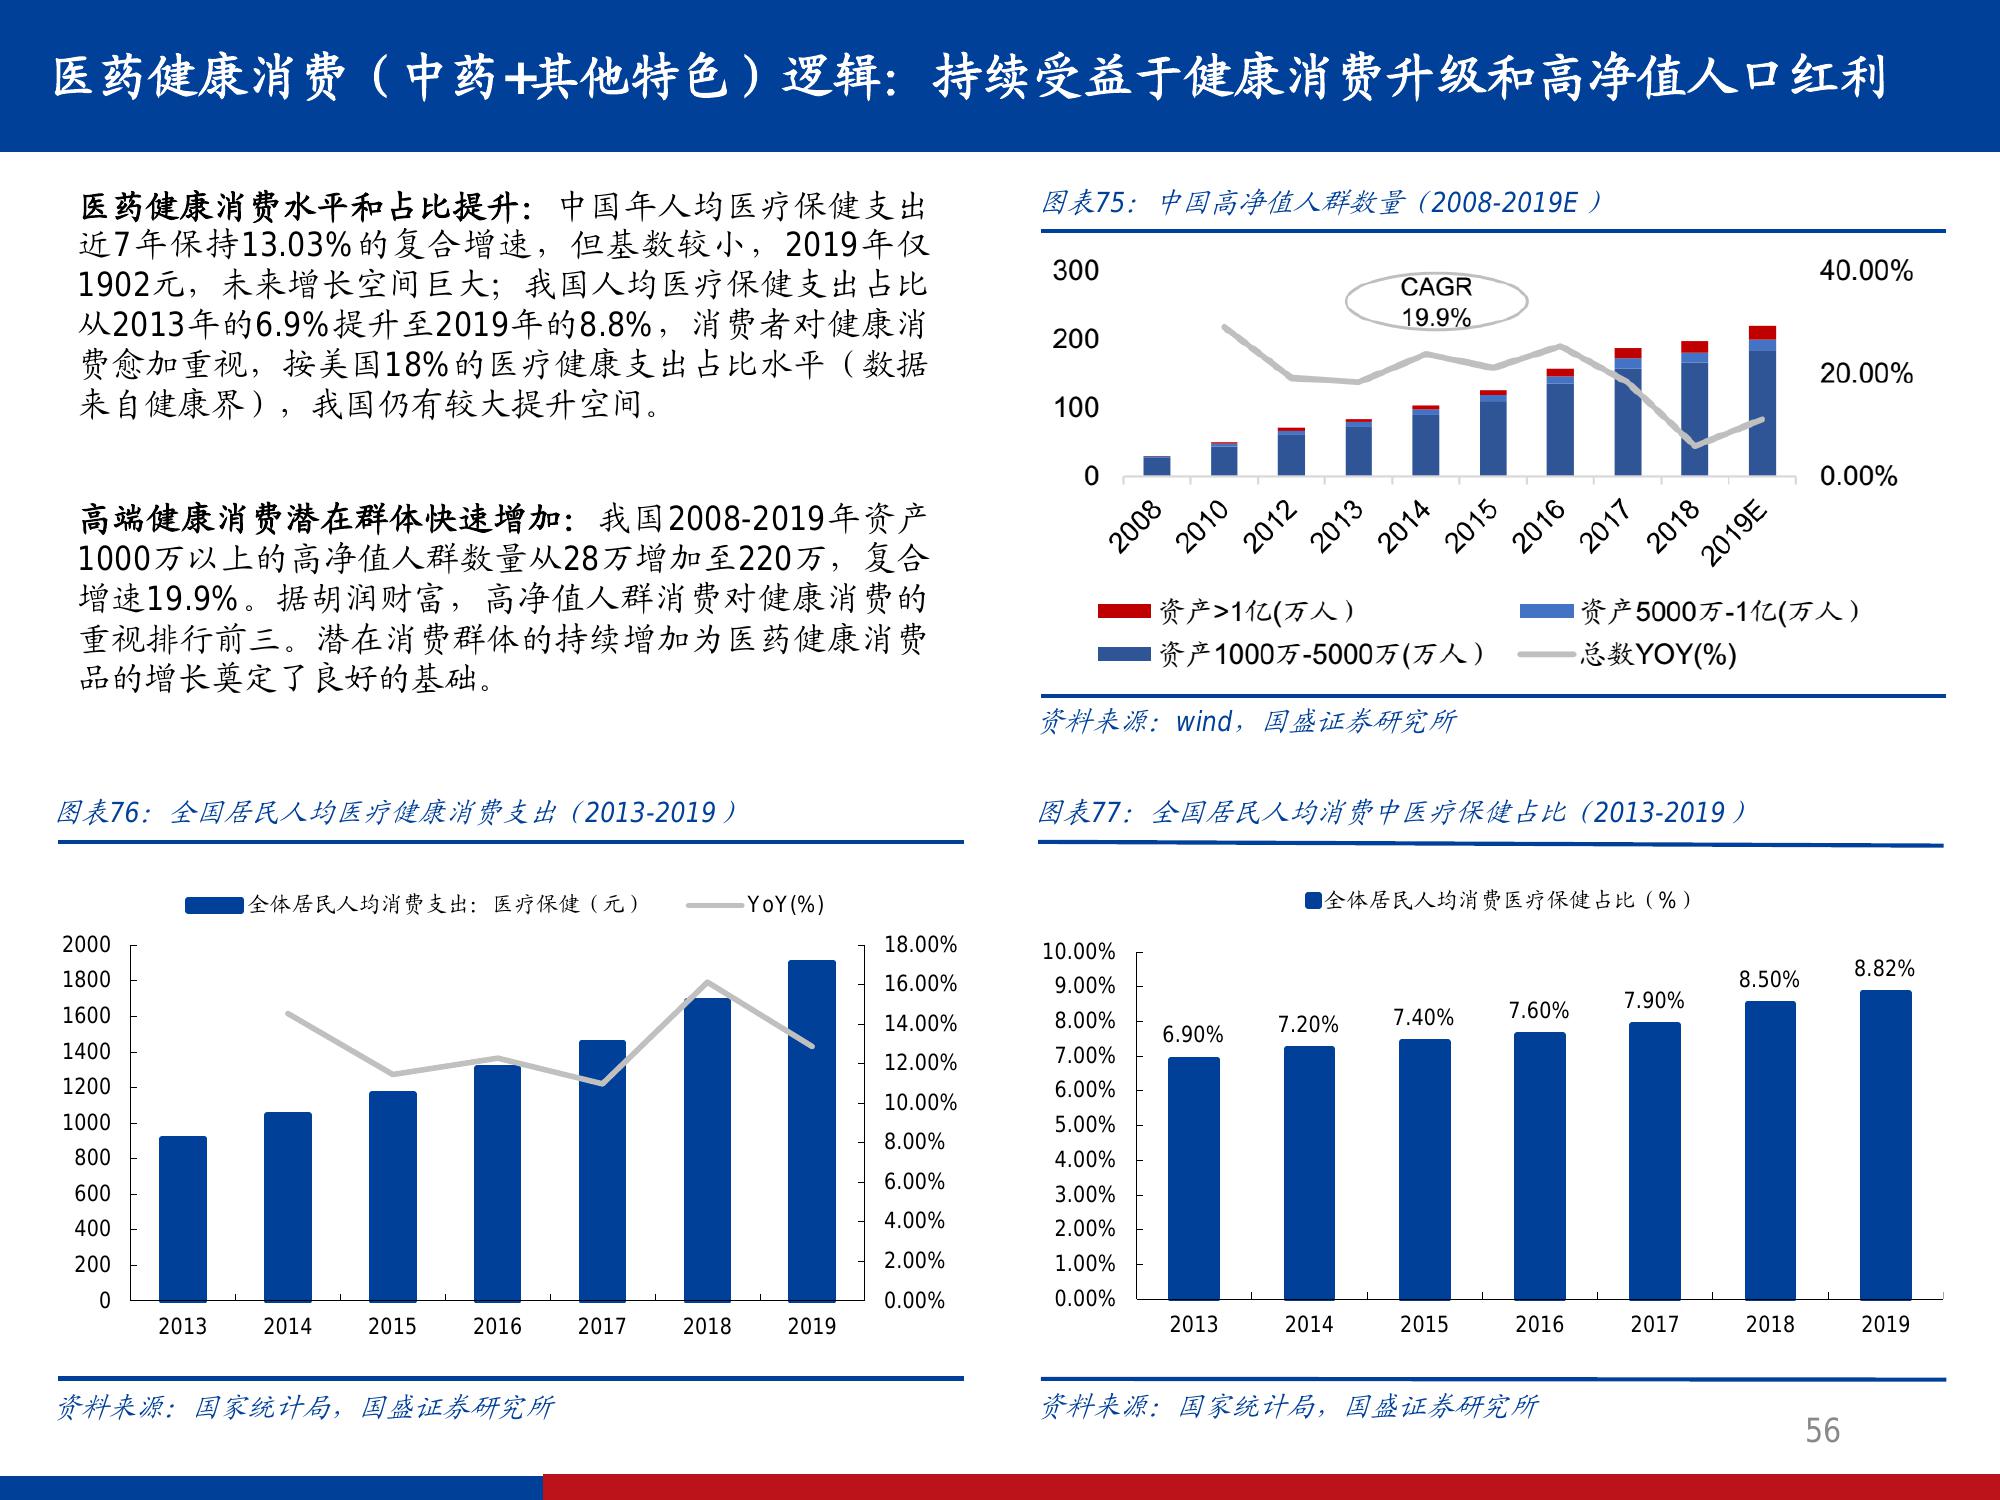 医药健康消费（中药+其他特色）逻辑：持续受益于健康消费升级和高净值人口红利
医药健康消费水平和占比提升：中国年人均医疗保健支出
近7年保持13.03%的复合增速，但基数较小，2019年仅
1902元，未来增长空间巨大；我国人均医疗保健支出占比
从2013年的6.9%提升至2019年的8.8%，消费者对健康消
费愈加重视，按美国18%的医疗健康支出占比水平（数据
来自健康界），我国仍有较大提升空间。
高端健康消费潜在群体快速增加：我国2008-2019年资产
1000万以上的高净值人群数量从28万增加至220万，复合
增速19.9%。据胡润财富，高净值人群消费对健康消费的
重视排行前三。潜在消费群体的持续增加为医药健康消费
品的增长奠定了良好的基础。
图表75：中国高净值人群数量（2008-2019E）
300
200
100
0
CAGR
19.9%
40.00%
20.00%
0.00%
2008 2010 2012 2013 2014 2015 2016 2017 2018 2019E
资产>1亿(万人） 资产5000万-1亿(万人）
资产1000万-5000万(万人） 总数YOY(%)
资料来源：wind，国盛证券研究所
图表76：全国居民人均医疗健康消费支出（2013-2019）
全体居民人均消费支出：医疗保健（元） YoY(%)
2000
1800
1600
1400
1200
1000
800
600
400
200
0
18.00%
16.00%
14.00%
12.00%
10.00%
8.00%
6.00%
4.00%
2.00%
0.00%
2013 2014 2015 2016 2017 2018 2019
资料来源：国家统计局，国盛证券研究所
图表77：全国居民人均消费中医疗保健占比（2013-2019）
全体居民人均消费医疗保健占比（%）
10.00%
9.00%
8.00%
7.00%
6.00%
5.00%
4.00%
3.00%
2.00%
1.00%
0.00%
6.90% 7.20% 7.40% 7.60% 7.90% 8.50% 8.82%
2013 2014 2015 2016 2017 2018 2019
资料来源：国家统计局，国盛证券研究所
56